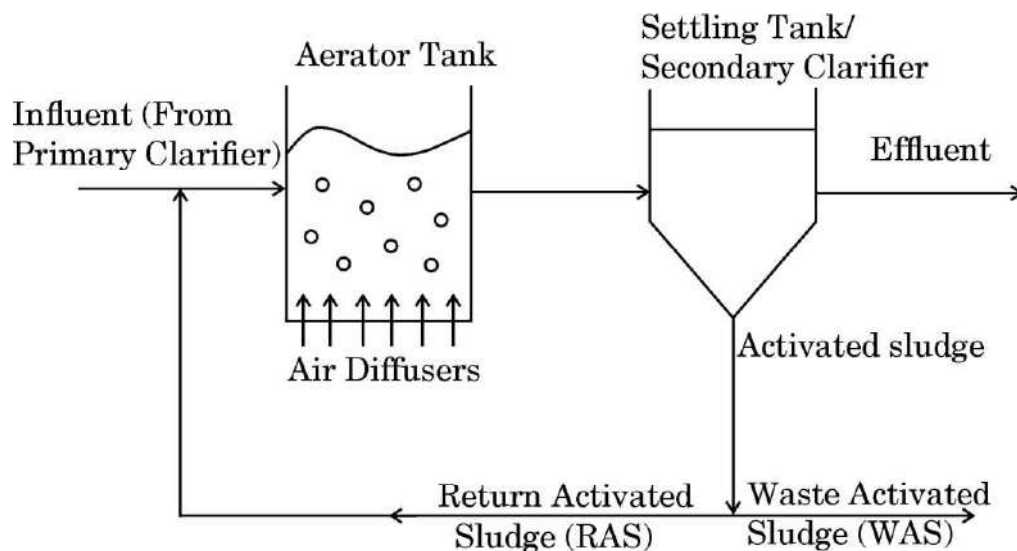 Settling Tank/
Secondary Clarifier
Aerator Tank
Influent (From
Primary Clarifier)
Effluent
Air Diffusers
Activated sludge
Return Activated
Sludge (RAS)
Waste Activated
Sludge (WAS)